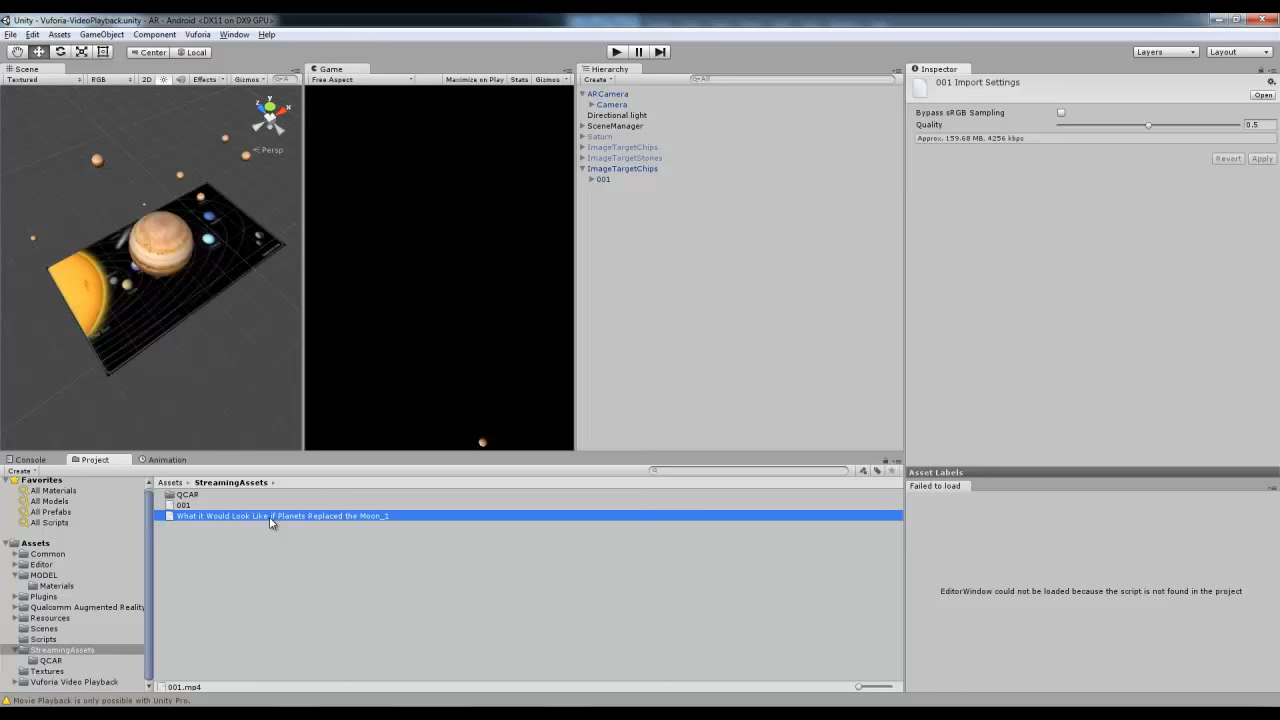 Unity - Vuforia-VideoPlayback.unity - AR - Android <DX11 on DX9 GPU>
File Edit Assets GameObject Component Vuforia Window Help
Center Local Layers Layout
Scene
Textured RGB 2D Effects Gizmos
y
z x
Persp
Game
Free Aspect Maximize on Play Stats Gizmos
Hierarchy
Create All
ARCamera
Camera
Directional light
SceneManager
Saturn
ImageTargetChips
ImageTargetStones
ImageTargetChips
001
Inspector
001 Import Settings
Open
Bypass sRGB Sampling
Quality 0.5
Approx. 159.68 MB, 4256 kbps
Revert Apply
Console Project Animation
Create
Favorites
All Materials
All Models
All Prefabs
All Scripts
Assets
Common
Editor
MODEL
Materials
Plugins
Qualcomm Augmented Reality
Resources
Scenes
Scripts
StreamingAssets
QCAR
Textures
Vuforia Video Playback
Assets StreamingAssets
QCAR
001
What it Would Look Like if Planets Replaced the Moon_1
001.mp4
Asset Labels
Failed to load
EditorWindow could not be loaded because the script is not found in the project
Movie Playback is only possible with Unity Pro.